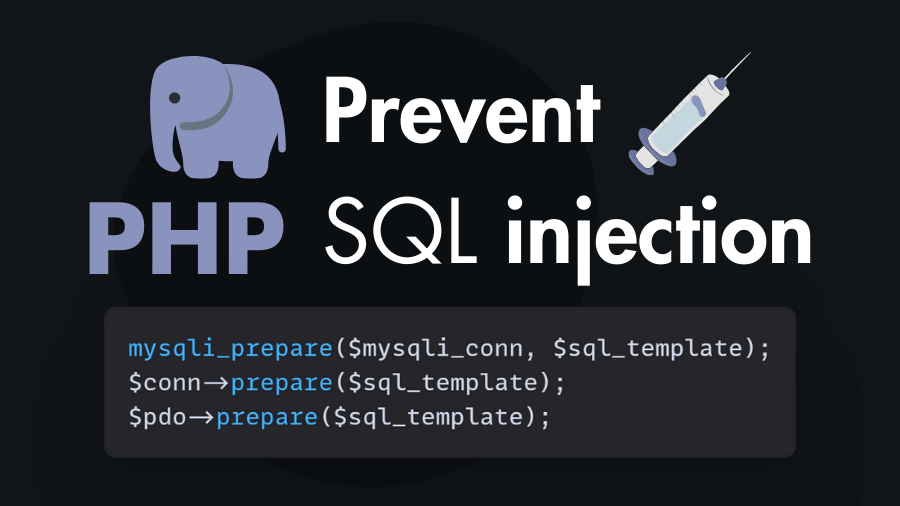 Prevent
PHP SQL injection
mysqli_prepare($mysqli_conn, $sql_template);
$conn->prepare($sql_template);
$pdo->prepare($sql_template);